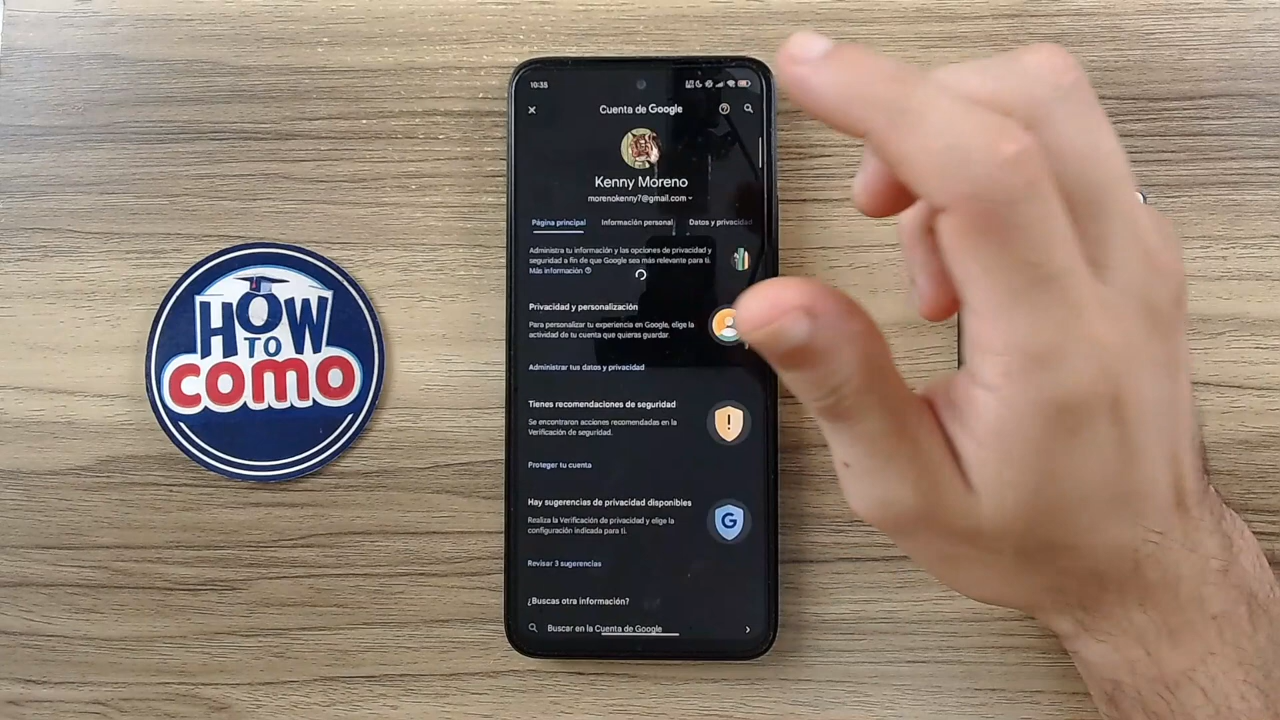 HOW
TO
como
10:35
Cuenta de Google
Kenny Moreno
morenokenny7@gmail.com
Página principal
Información personal
Datos y privacidad
Administra tu información y las opciones de privacidad y
seguridad a fin de que Google sea más relevante para ti.
Más información
Privacidad y personalización
Para personalizar tu experiencia en Google, elige la
actividad de tu cuenta que quieras guardar.
Administrar tus datos y privacidad
Tienes recomendaciones de seguridad
Se encontraron acciones recomendadas en la
Verificación de seguridad.
Proteger tu cuenta
Hay sugerencias de privacidad disponibles
Realiza la Verificación de privacidad y elige la
configuración indicada para ti.
G
Revisar 3 sugerencias
¿Buscas otra información?
Buscar en la Cuenta de Google